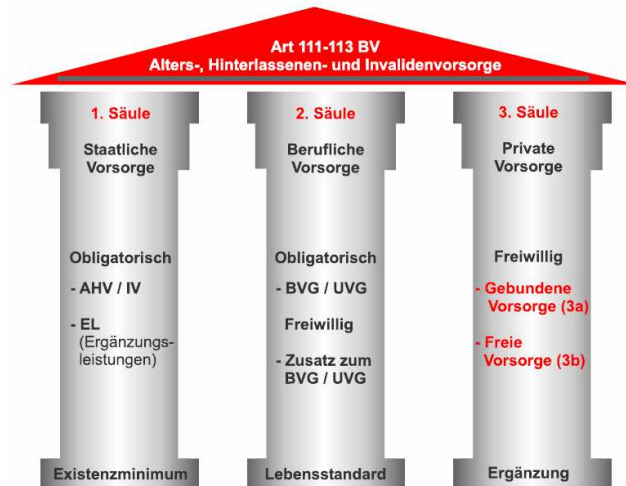 Art 111-113 BV
Alters-, Hinterlassenen- und Invalidenvorsorge
1. Säule
Staatliche
Vorsorge
Obligatorisch
- AHV / IV
- EL
(Ergänzungs-
leistungen)
Existenzminimum
2. Säule
Berufliche
Vorsorge
Obligatorisch
- BVG / UVG
Freiwillig
- Zusatz zum
BVG / UVG
Lebensstandard
3. Säule
Private
Vorsorge
Freiwillig
- Gebundene
Vorsorge (3a)
- Freie
Vorsorge (3b)
Ergänzung